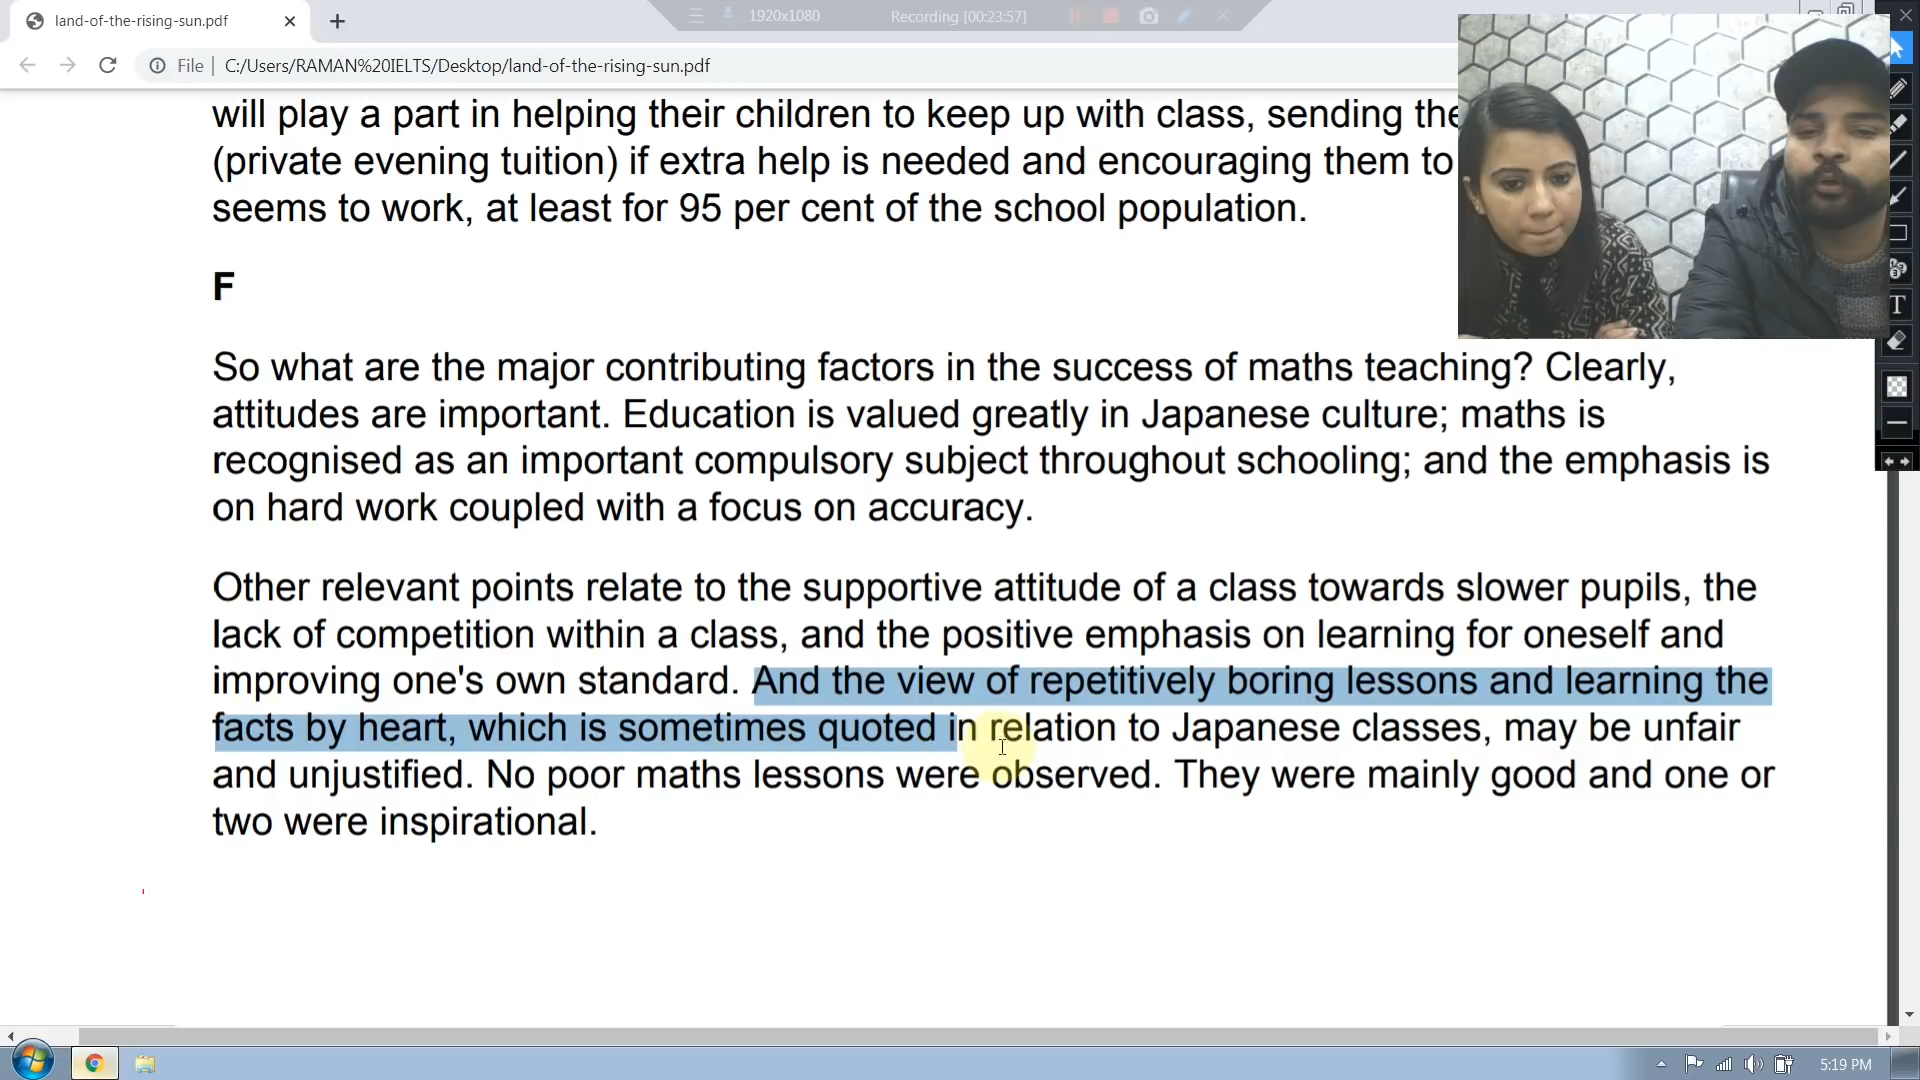 land-of-the-rising-sun.pdf
1920x1080
Recording [00:23:57]
File
C:/Users/RAMAN%20IELTS/Desktop/land-of-the-rising-sun.pdf
will play a part in helping their children to keep up with class, sending the
(private evening tuition) if extra help is needed and encouraging them to
seems to work, at least for 95 per cent of the school population.
F
So what are the major contributing factors in the success of maths teaching? Clearly,
attitudes are important. Education is valued greatly in Japanese culture; maths is
recognised as an important compulsory subject throughout schooling; and the emphasis is
on hard work coupled with a focus on accuracy.
Other relevant points relate to the supportive attitude of a class towards slower pupils, the
lack of competition within a class, and the positive emphasis on learning for oneself and
improving one's own standard. And the view of repetitively boring lessons and learning the
facts by heart, which is sometimes quoted in relation to Japanese classes, may be unfair
and unjustified. No poor maths lessons were observed. They were mainly good and one or
two were inspirational.
5:19 PM